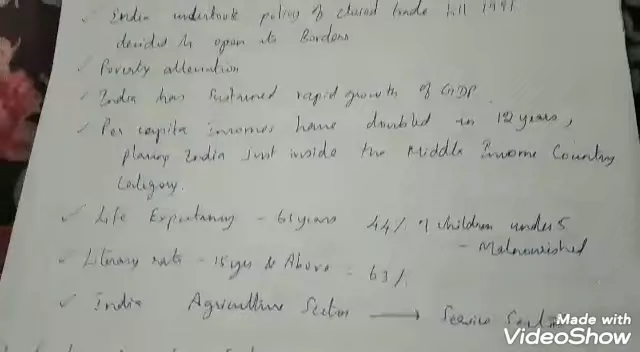 India undertook policy of closed trade till 1991
decided to open its Borders
Poverty alleviation
India has sustained rapid growth of GDP.
Per capita incomes have doubled in 12 years,
placing India Just inside the Middle Income Country
Category.
Life Expectancy - 61 years 44% of children under 5
- Malnourished
Literacy rate - 15 yrs & Above - 63%
India Agriculture Sector → Service
Made with
VideoShow